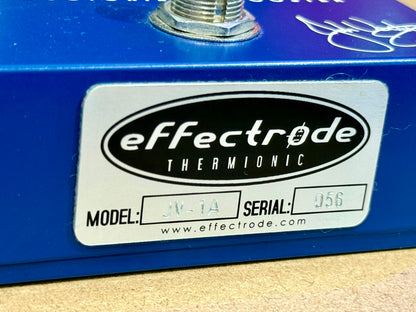 effectrode
THERMIONIC
MODEL: JV-1A SERIAL: 056
www.effectrode.com